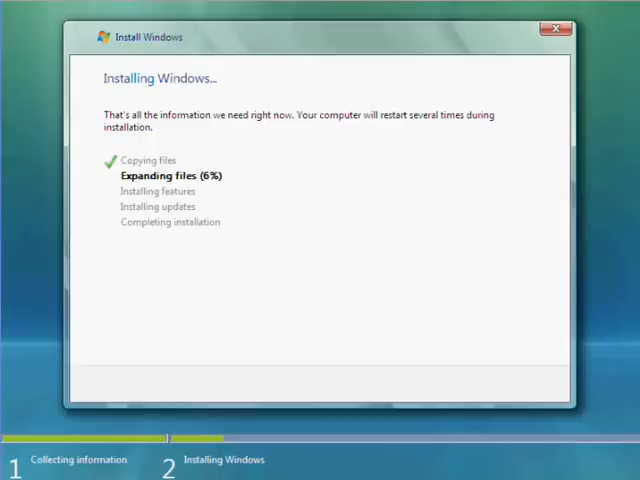 Install Windows
Installing Windows...
That's all the information we need right now. Your computer will restart several times during
installation.
Copying files
Expanding files (6%)
Installing features
Installing updates
Completing installation
1 Collecting information
2 Installing Windows